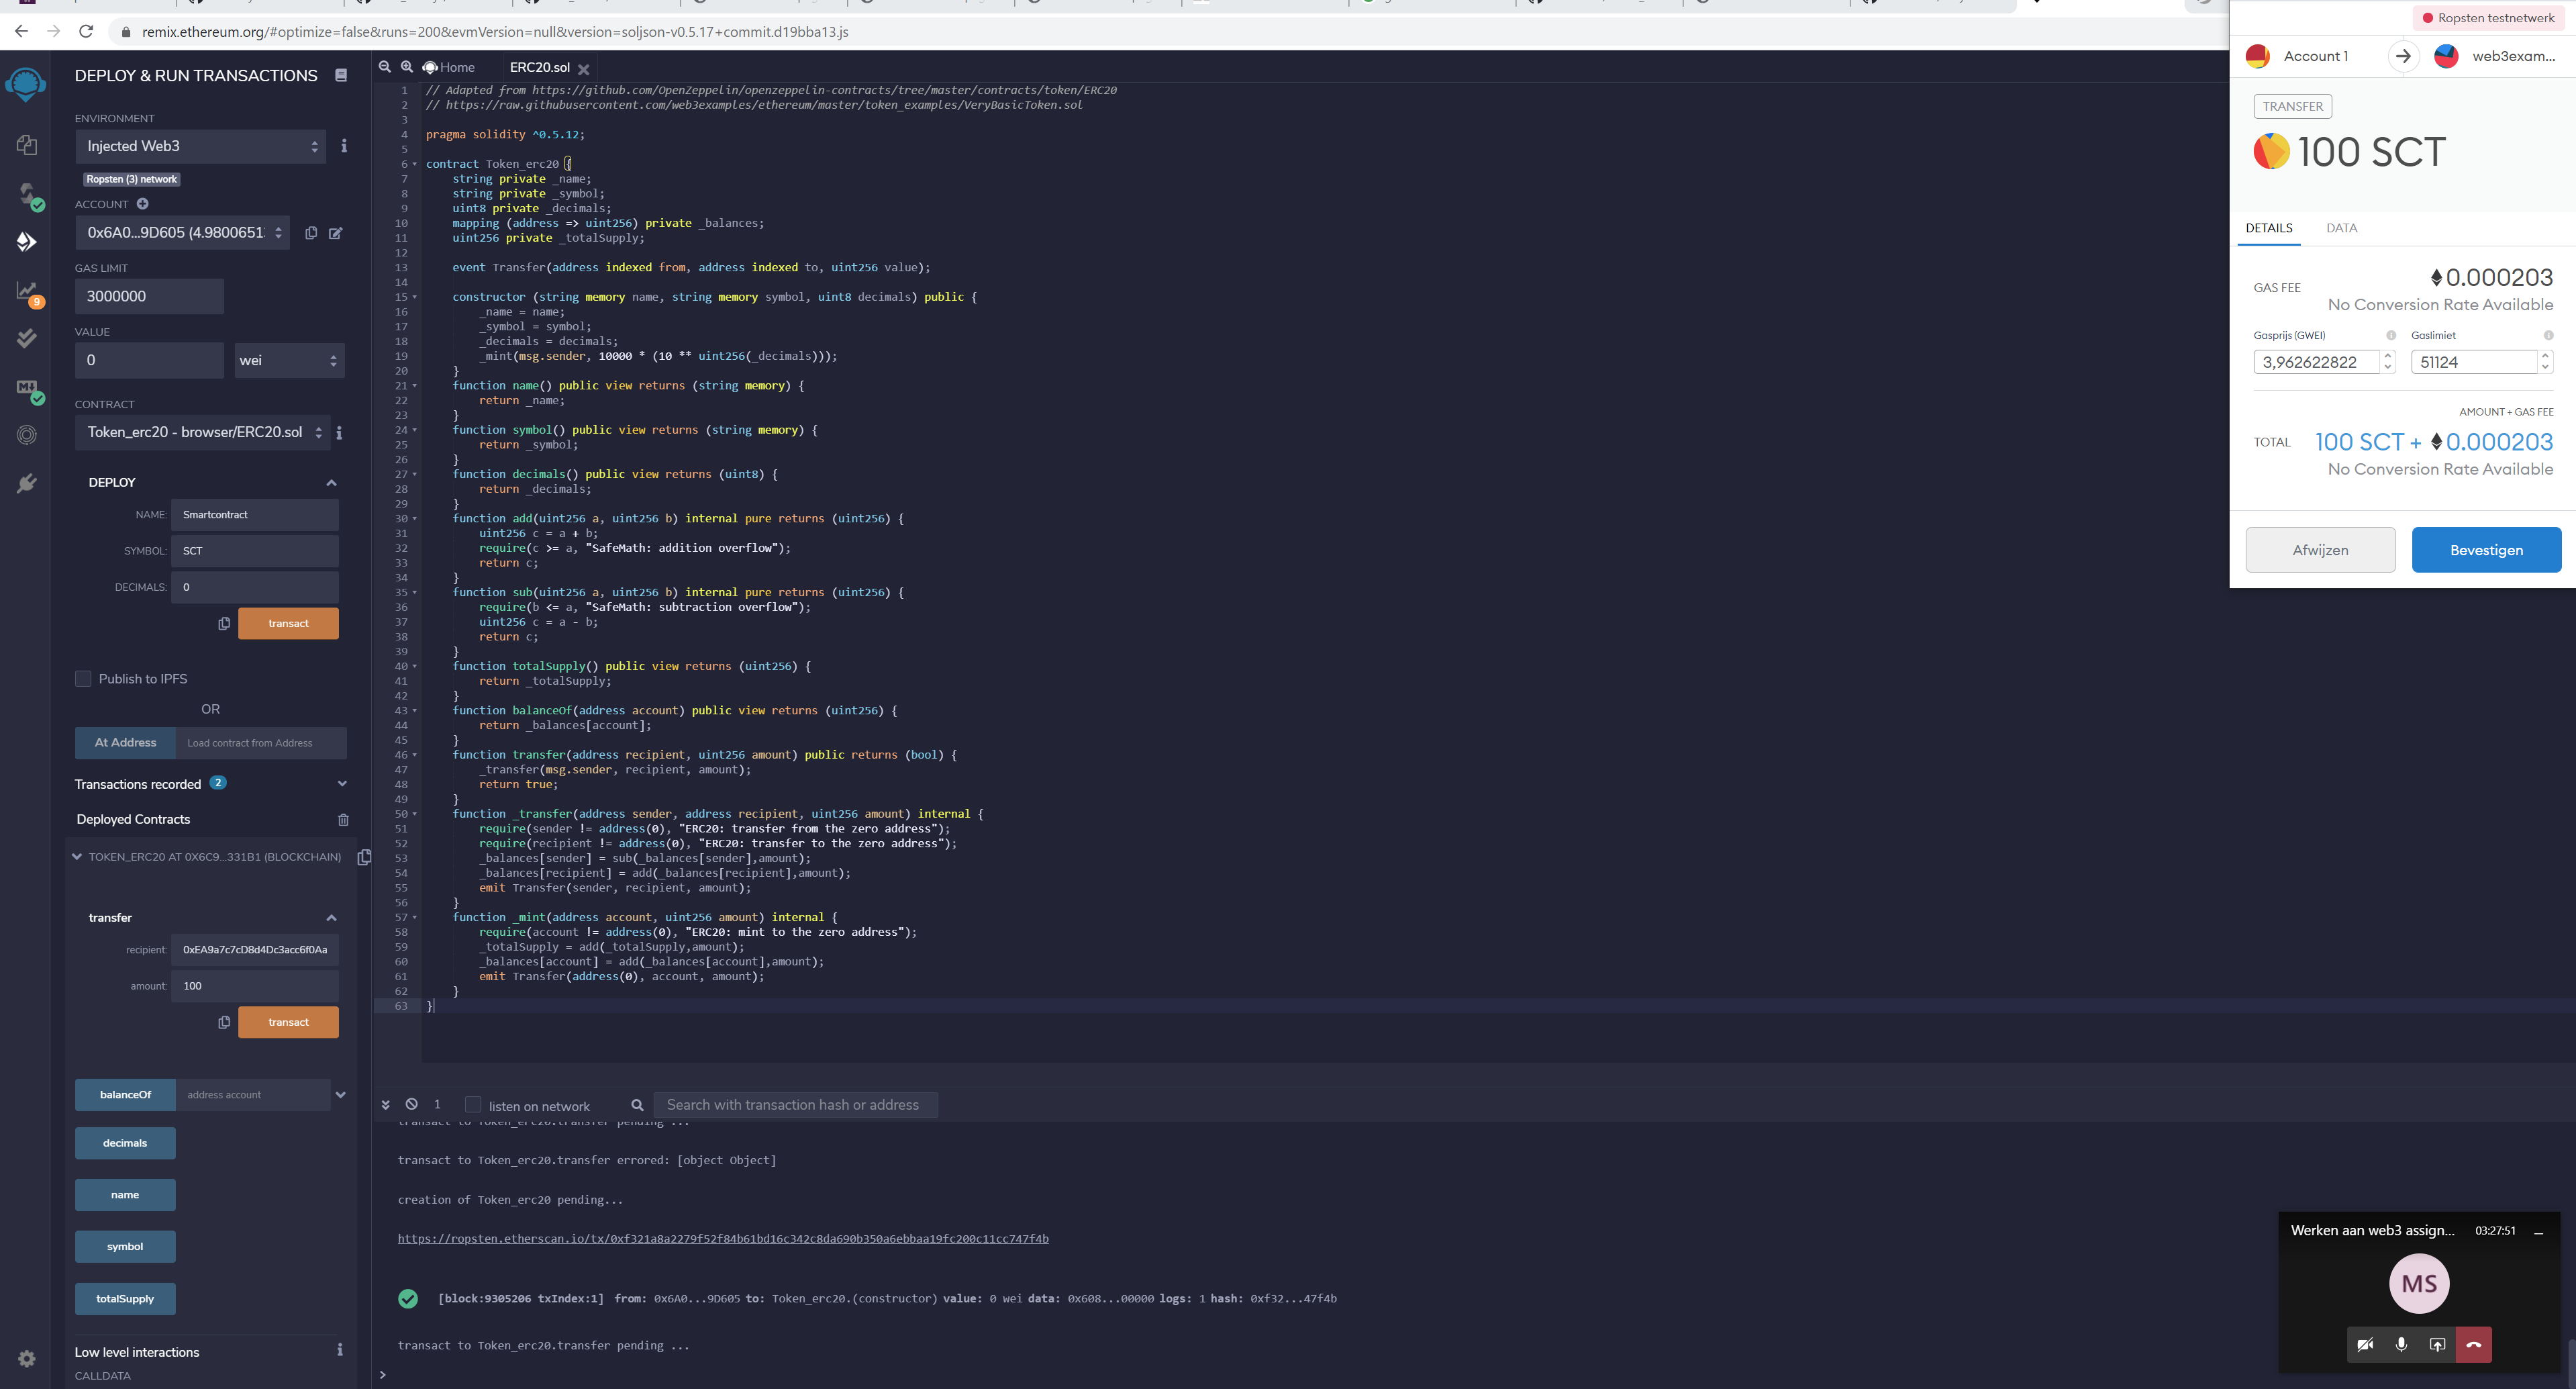 remix.ethereum.org/#optimize=false&runs=200&evmVersion=null&version=soljson-v0.5.17+commit.d19bba13.js
DEPLOY & RUN TRANSACTIONS
ENVIRONMENT
Injected Web3
Ropsten (3) network
ACCOUNT
0x6A0...9D605 (4.9800651:
GAS LIMIT
3000000
VALUE
0 wei
CONTRACT
Token_erc20 - browser/ERC20.sol
DEPLOY
NAME: Smartcontract
SYMBOL: SCT
DECIMALS: 0
transact
Publish to IPFS
OR
At Address Load contract from Address
Transactions recorded 2
Deployed Contracts
TOKEN_ERC20 AT 0X6C9...331B1 (BLOCKCHAIN)
transfer
recipient: 0xEA9a7c7cD8d4Dc3acc6f0Aa
amount: 100
transact
balanceOf address account
decimals
name
symbol
totalSupply
Low level interactions
CALLDATA
9
Home ERC20.sol
1 // Adapted from https://github.com/OpenZeppelin/openzeppelin-contracts/tree/master/contracts/token/ERC20
2 // https://raw.githubusercontent.com/web3examples/ethereum/master/token_examples/VeryBasicToken.sol
3
4 pragma solidity ^0.5.12;
5
6 contract Token_erc20 {
7 string private _name;
8 string private _symbol;
9 uint8 private _decimals;
10 mapping (address => uint256) private _balances;
11 uint256 private _totalSupply;
12
13 event Transfer(address indexed from, address indexed to, uint256 value);
14
15 constructor (string memory name, string memory symbol, uint8 decimals) public {
16 _name = name;
17 _symbol = symbol;
18 _decimals = decimals;
19 _mint(msg.sender, 10000 * (10 ** uint256(_decimals)));
20 }
21 function name() public view returns (string memory) {
22 return _name;
23 }
24 function symbol() public view returns (string memory) {
25 return _symbol;
26 }
27 function decimals() public view returns (uint8) {
28 return _decimals;
29 }
30 function add(uint256 a, uint256 b) internal pure returns (uint256) {
31 uint256 c = a + b;
32 require(c >= a, "SafeMath: addition overflow");
33 return c;
34 }
35 function sub(uint256 a, uint256 b) internal pure returns (uint256) {
36 require(b <= a, "SafeMath: subtraction overflow");
37 uint256 c = a - b;
38 return c;
39 }
40 function totalSupply() public view returns (uint256) {
41 return _totalSupply;
42 }
43 function balanceOf(address account) public view returns (uint256) {
44 return _balances[account];
45 }
46 function transfer(address recipient, uint256 amount) public returns (bool) {
47 _transfer(msg.sender, recipient, amount);
48 return true;
49 }
50 function _transfer(address sender, address recipient, uint256 amount) internal {
51 require(sender != address(0), "ERC20: transfer from the zero address");
52 require(recipient != address(0), "ERC20: transfer to the zero address");
53 _balances[sender] = sub(_balances[sender],amount);
54 _balances[recipient] = add(_balances[recipient],amount);
55 emit Transfer(sender, recipient, amount);
56 }
57 function _mint(address account, uint256 amount) internal {
58 require(account != address(0), "ERC20: mint to the zero address");
59 _totalSupply = add(_totalSupply,amount);
60 _balances[account] = add(_balances[account],amount);
61 emit Transfer(address(0), account, amount);
62 }
63 }
1 listen on network Search with transaction hash or address
transact to Token_erc20.transfer pending ...
transact to Token_erc20.transfer errored: [object Object]
creation of Token_erc20 pending...
https://ropsten.etherscan.io/tx/0xf321a8a2279f52f84b61bd16c342c8da690b350a6ebbaa19fc200c11cc747f4b
[block:9305206 txIndex:1] from: 0x6A0...9D605 to: Token_erc20.(constructor) value: 0 wei data: 0x608...00000 logs: 1 hash: 0xf32...47f4b
transact to Token_erc20.transfer pending ...
>
Ropsten testnetwerk
Account 1 web3exam...
TRANSFER
100 SCT
DETAILS DATA
GAS FEE 0.000203
No Conversion Rate Available
Gasprijs (GWEI) Gaslimiet
3,962622822 51124
AMOUNT + GAS FEE
TOTAL 100 SCT + 0.000203
No Conversion Rate Available
Afwijzen Bevestigen
Werken aan web3 assign... 03:27:51
MS